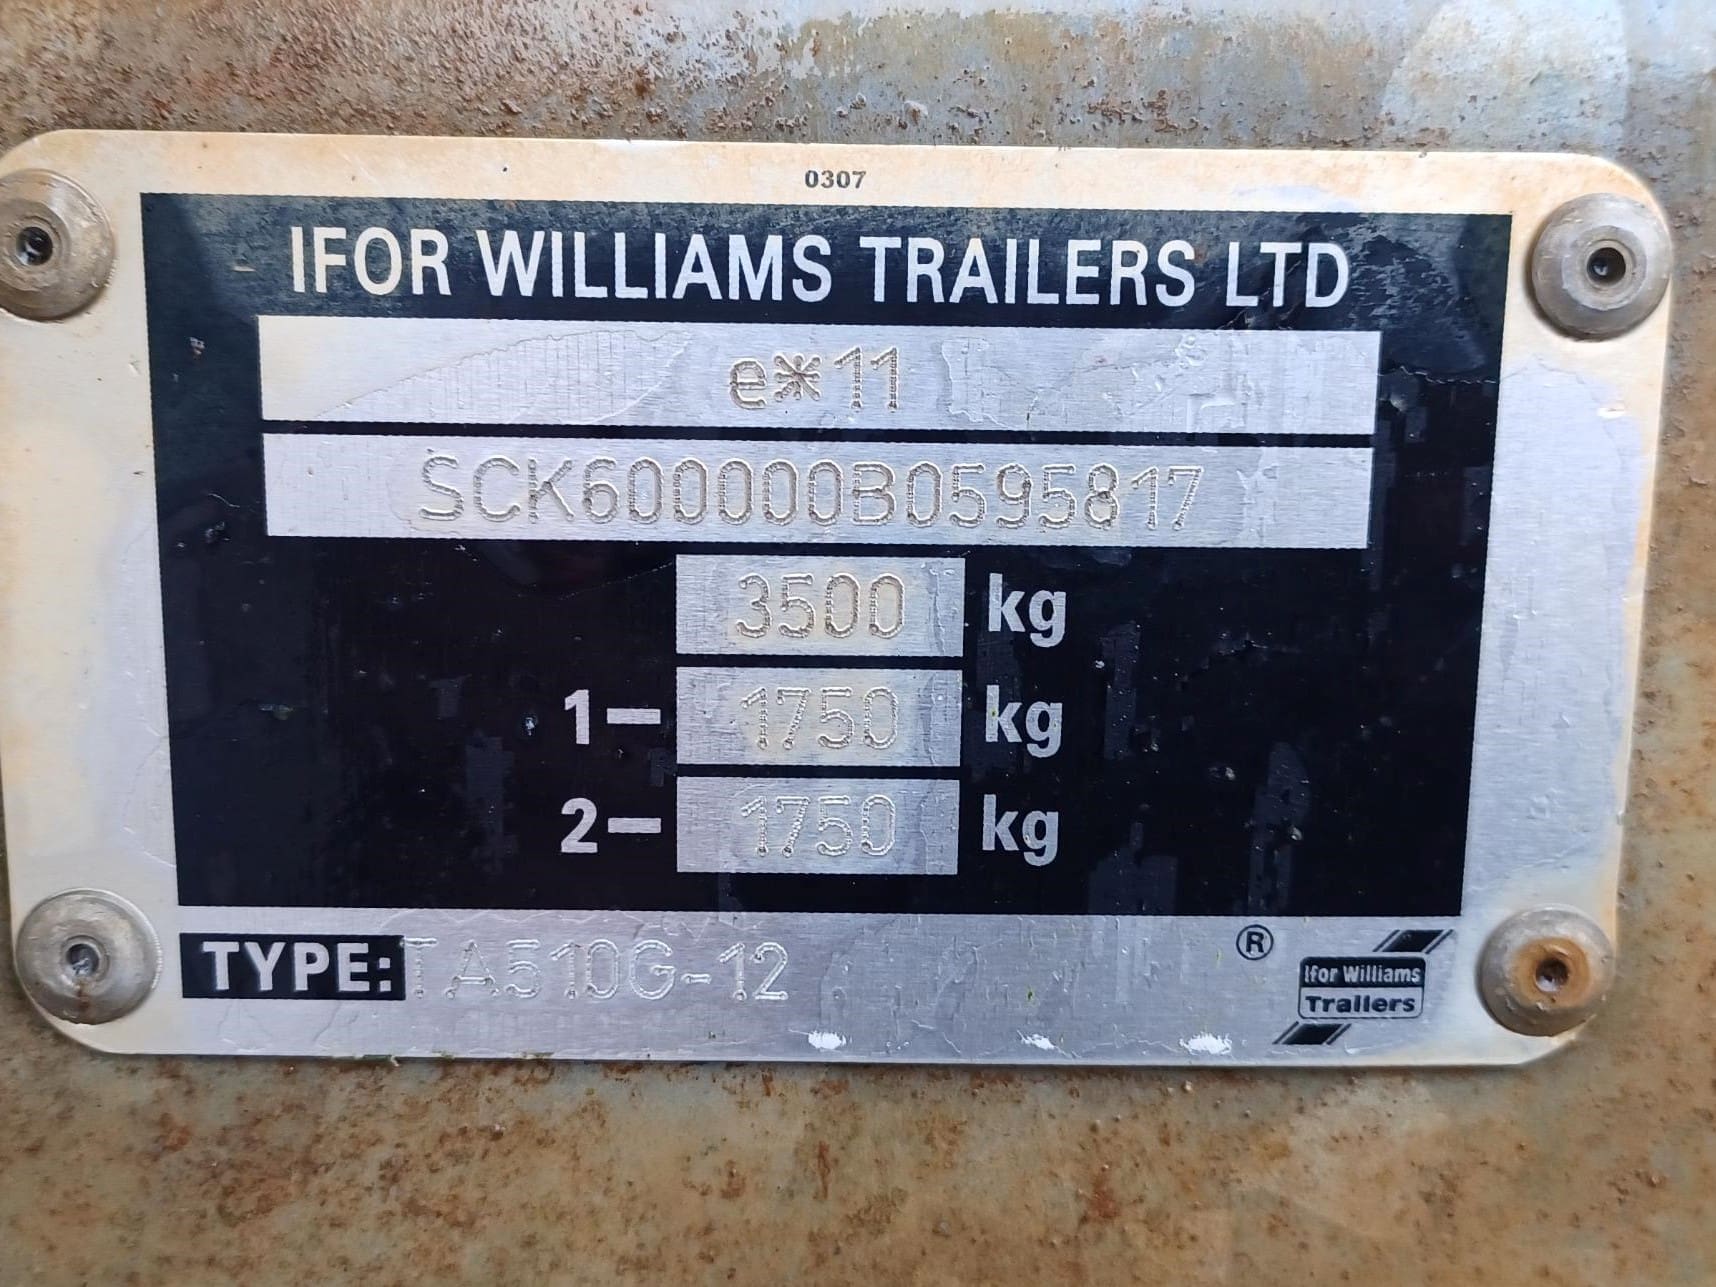 0307
IFOR WILLIAMS TRAILERS LTD
e*11
SCK600000B0595817
3500 kg
1- 1750 kg
2- 1750 kg
TYPE: TA510G-12
®
Ifor Williams
Trailers